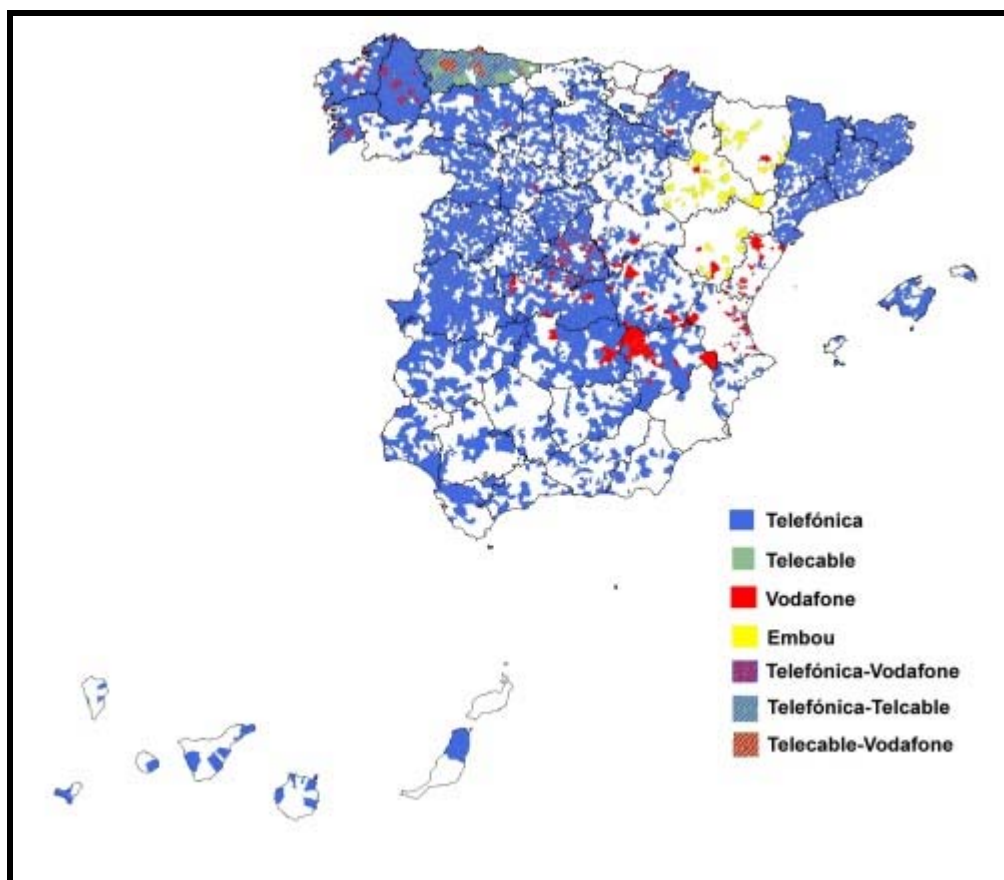 Telefónica
Telecable
Vodafone
Embou
Telefónica-Vodafone
Telefónica-Telcable
Telecable-Vodafone